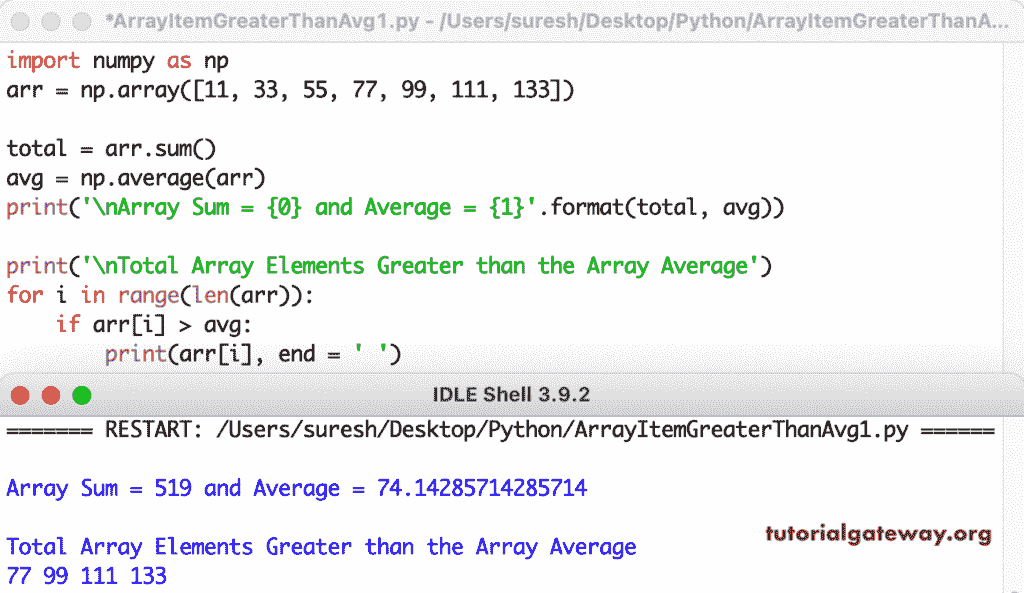 *ArrayItemGreaterThanAvg1.py - /Users/suresh/Desktop/Python/ArrayItemGreaterThanA...
import numpy as np
arr = np.array([11, 33, 55, 77, 99, 111, 133])
total = arr.sum()
avg = np.average(arr)
print('\nArray Sum = {0} and Average = {1}'.format(total, avg))
print('\nTotal Array Elements Greater than the Array Average')
for i in range(len(arr)):
    if arr[i] > avg:
        print(arr[i], end = ' ')
IDLE Shell 3.9.2
======= RESTART: /Users/suresh/Desktop/Python/ArrayItemGreaterThanAvg1.py ======
Array Sum = 519 and Average = 74.14285714285714
tutorialgateway.org
Total Array Elements Greater than the Array Average
77 99 111 133